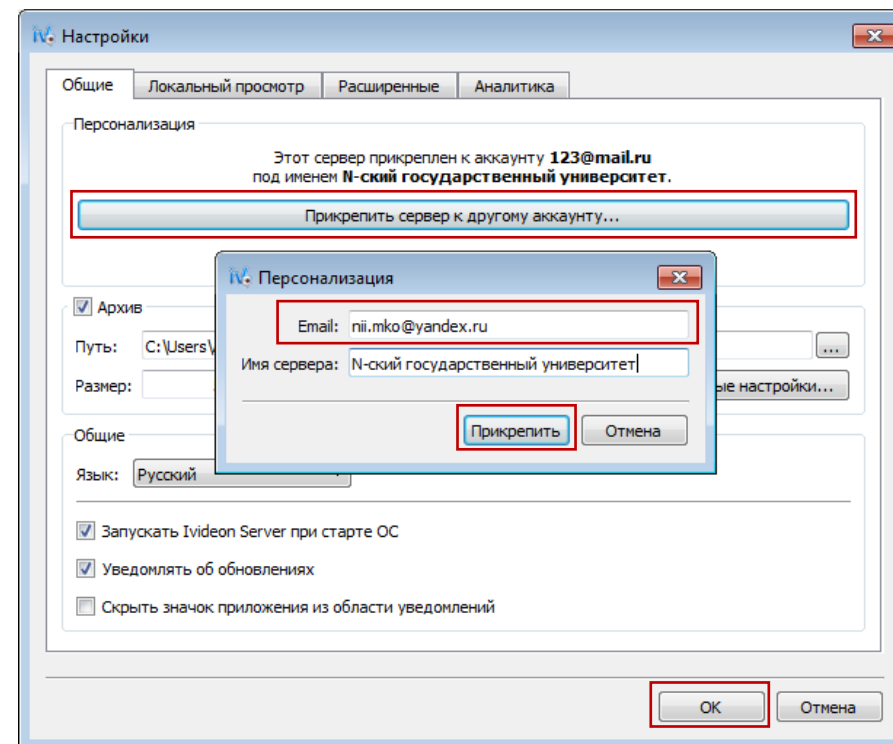 Настройки
Общие Локальный просмотр Расширенные Аналитика
Персонализация
Этот сервер прикреплен к аккаунту 123@mail.ru
под именем N-ский государственный университет.
Прикрепить сервер к другому аккаунту...
Персонализация
Email: nii.mko@yandex.ru
Имя сервера: N-ский государственный университет
Прикрепить Отмена
Архив
Путь: C:\Users\ ...
Размер: настройки...
Общие
Язык: Русский
Запускать Ivideon Server при старте ОС
Уведомлять об обновлениях
Скрыть значок приложения из области уведомлений
OK Отмена